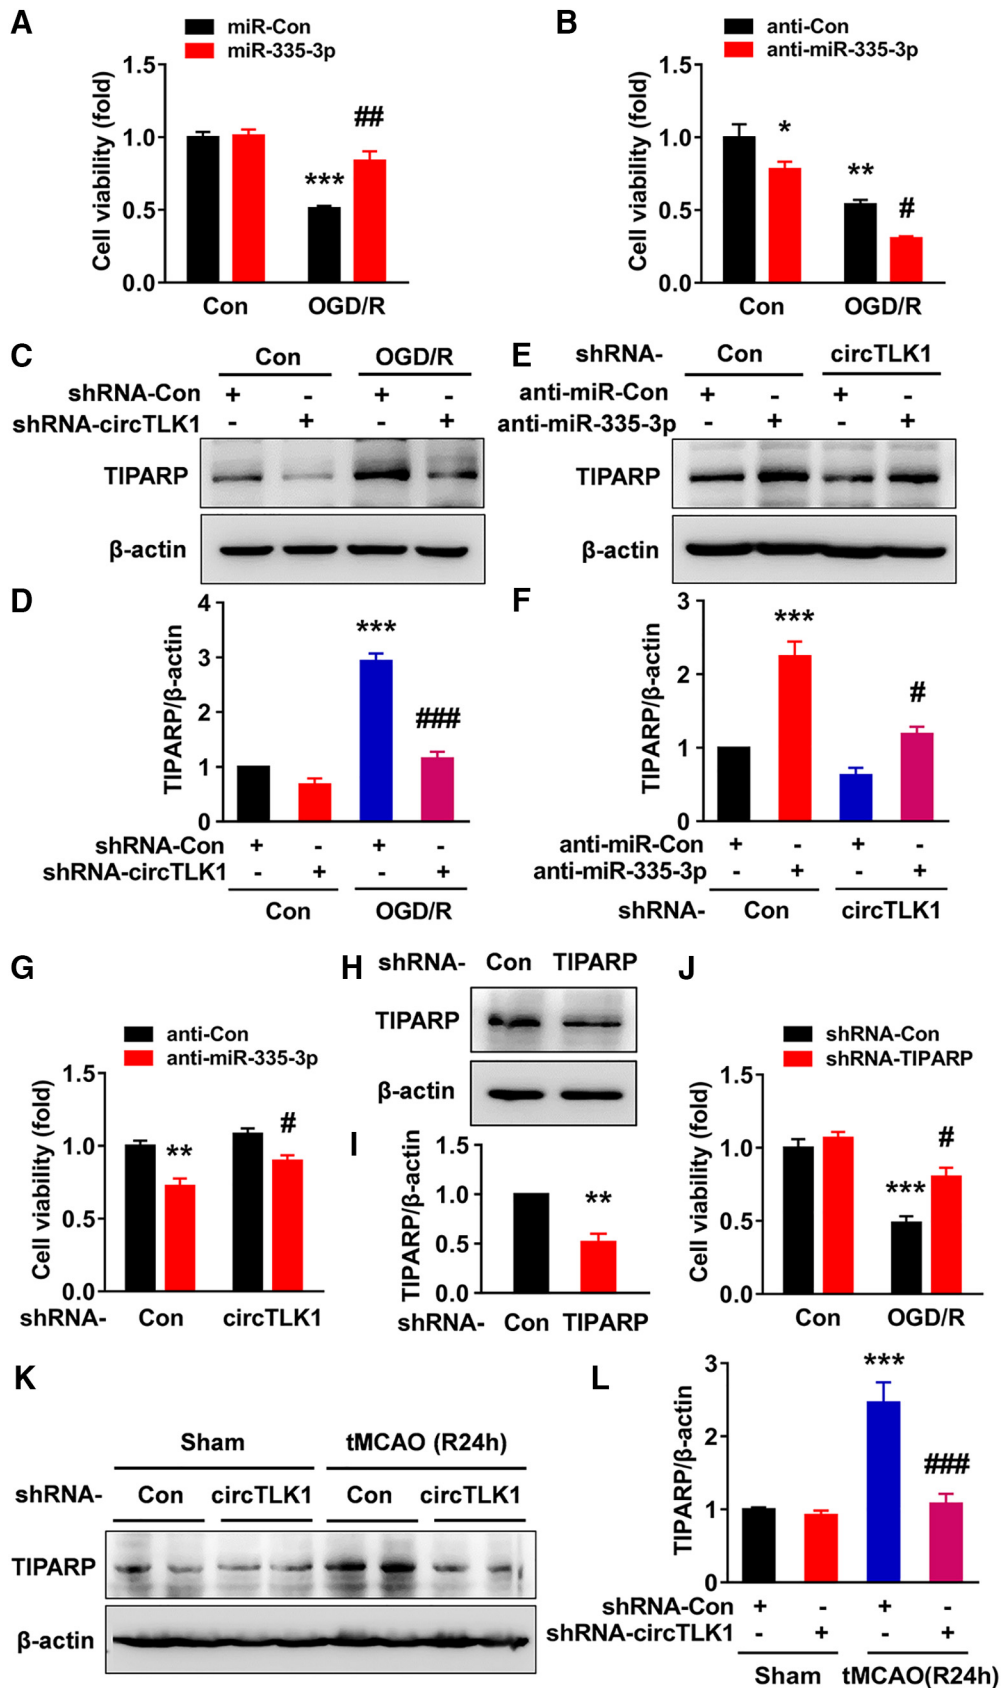 A
miR-Con
miR-335-3p
Cell viability (fold)
1.5
1.0
0.5
0.0
***
##
Con OGD/R
B
anti-Con
anti-miR-335-3p
Cell viability (fold)
1.5
1.0
0.5
0.0
*
**
#
Con OGD/R
C
Con OGD/R
shRNA-Con + - + -
shRNA-circTLK1 - + - +
TIPARP
β-actin
E
shRNA- Con circTLK1
anti-miR-Con + - + -
anti-miR-335-3p - + - +
TIPARP
β-actin
D
TIPARP/β-actin
4
3
2
1
0
***
###
shRNA-Con + - + -
shRNA-circTLK1 - + - +
Con OGD/R
F
TIPARP/β-actin
3
2
1
0
***
#
anti-miR-Con + - + -
anti-miR-335-3p - + - +
shRNA- Con circTLK1
G
anti-Con
anti-miR-335-3p
Cell viability (fold)
1.5
1.0
0.5
0.0
**
#
shRNA- Con circTLK1
H
shRNA- Con TIPARP
TIPARP
β-actin
I
TIPARP/β-actin
1.5
1.0
0.5
0.0
**
shRNA- Con TIPARP
J
shRNA-Con
shRNA-TIPARP
Cell viability (fold)
1.5
1.0
0.5
0.0
***
#
Con OGD/R
K
Sham tMCAO (R24h)
shRNA- Con circTLK1 Con circTLK1
TIPARP
β-actin
L
TIPARP/β-actin
3
2
1
0
***
###
shRNA-Con + - + -
shRNA-circTLK1 - + - +
Sham tMCAO(R24h)